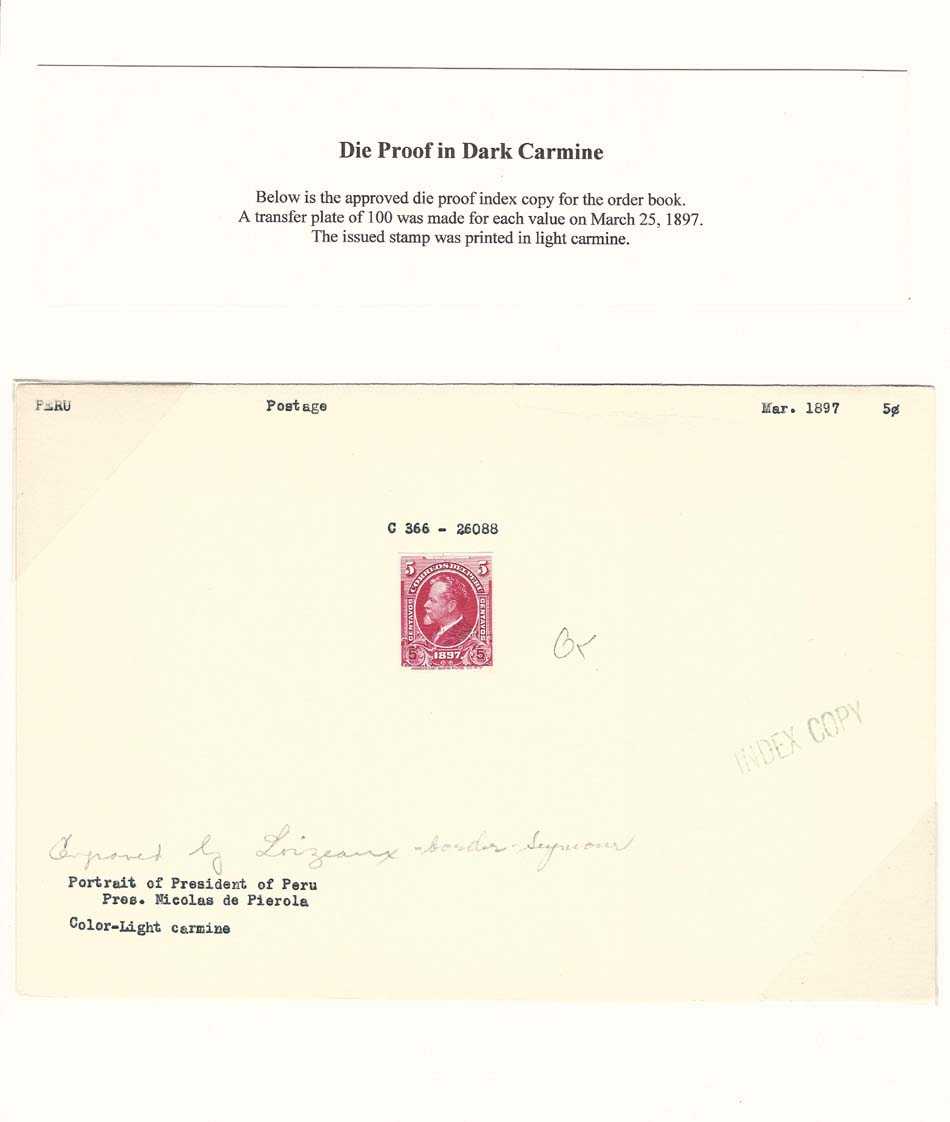 Die Proof in Dark Carmine
Below is the approved die proof index copy for the order book.
A transfer plate of 100 was made for each value on March 25, 1897.
The issued stamp was printed in light carmine.
PERU Postage Mar. 1897 5¢
C 366 - 26088
5 5
CORREOS DEL PERU
CENTAVOS CENTAVOS
5 1897 5
INDEX COPY
Engraved by Loizeaux - border - Seymour
Portrait of President of Peru
Pres. Nicolas de Pierola
Color-Light carmine